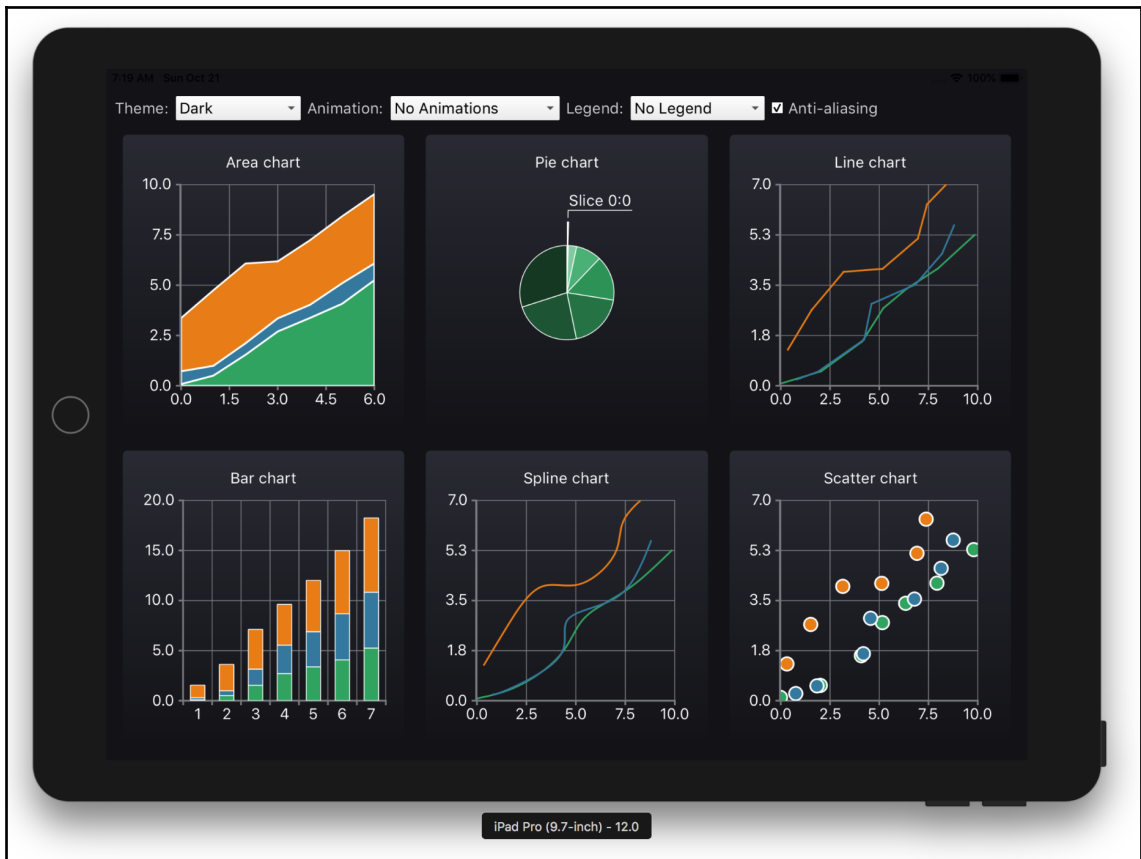 7:19 AM Sun Oct 21 100%
Theme: Dark Animation: No Animations Legend: No Legend Anti-aliasing
Area chart
10.0
7.5
5.0
2.5
0.0
0.0 1.5 3.0 4.5 6.0
Pie chart
Slice 0:0
Line chart
7.0
5.3
3.5
1.8
0.0
0.0 2.5 5.0 7.5 10.0
Bar chart
20.0
15.0
10.0
5.0
0.0
1 2 3 4 5 6 7
Spline chart
7.0
5.3
3.5
1.8
0.0
0.0 2.5 5.0 7.5 10.0
Scatter chart
7.0
5.3
3.5
1.8
0.0
0.0 2.5 5.0 7.5 10.0
iPad Pro (9.7-inch) - 12.0